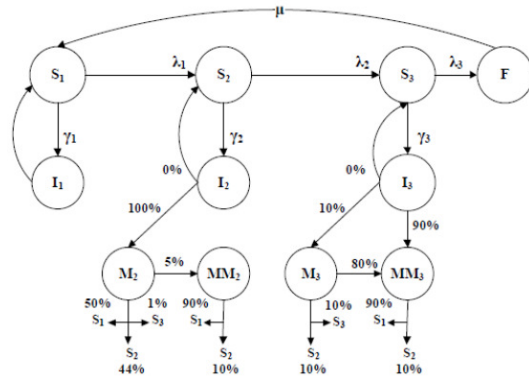 μ
S₁ λ₁ S₂ λ₂ S₃ λ₃ F
γ₁ γ₂ γ₃
0% 0%
I₁ I₂ I₃
100% 10% 90%
M₂ 5% MM₂ M₃ 80% MM₃
50% 1% 90% 10% 90%
S₁ S₃ S₁ S₃ S₁
S₂ S₂ S₂ S₂
44% 10% 10% 10%